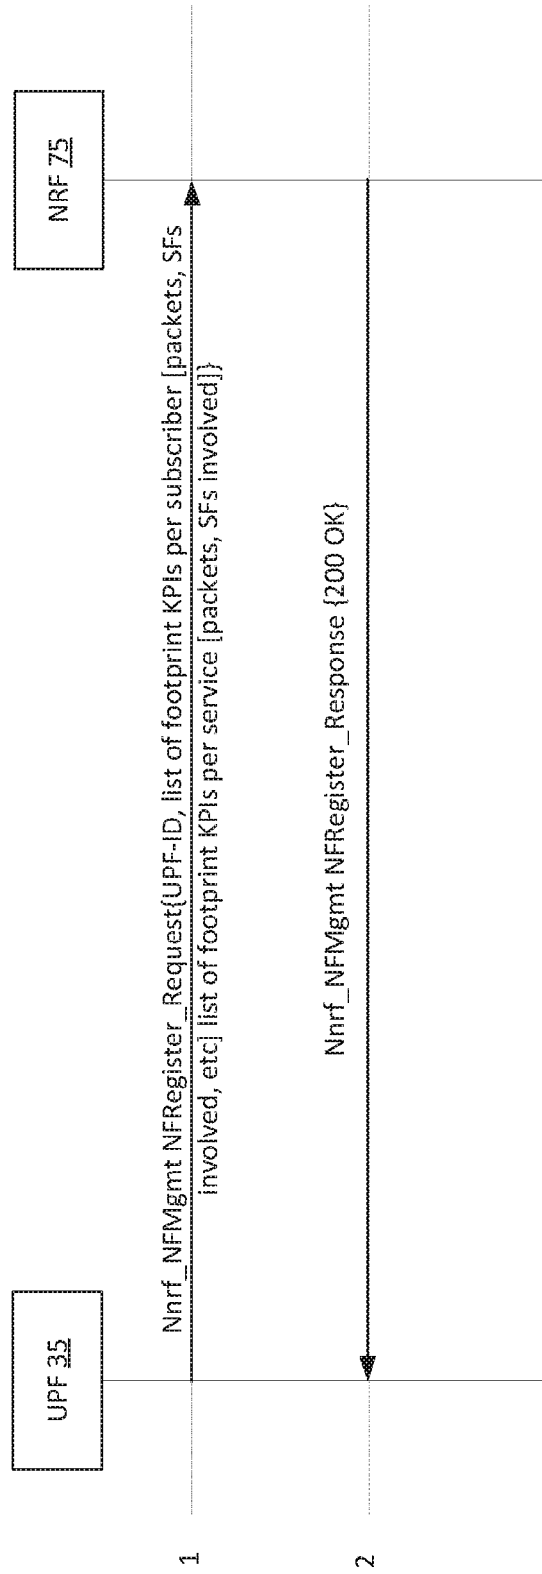 UPF 35
NRF 75
1
Nnrf_NFMgmt NFRegister_Request{UPF-ID, list of footprint KPIs per subscriber [packets, SFs
involved, etc] list of footprint KPIs per service [packets, SFs involved]}
2
Nnrf_NFMgmt NFRegister_Response {200 OK}